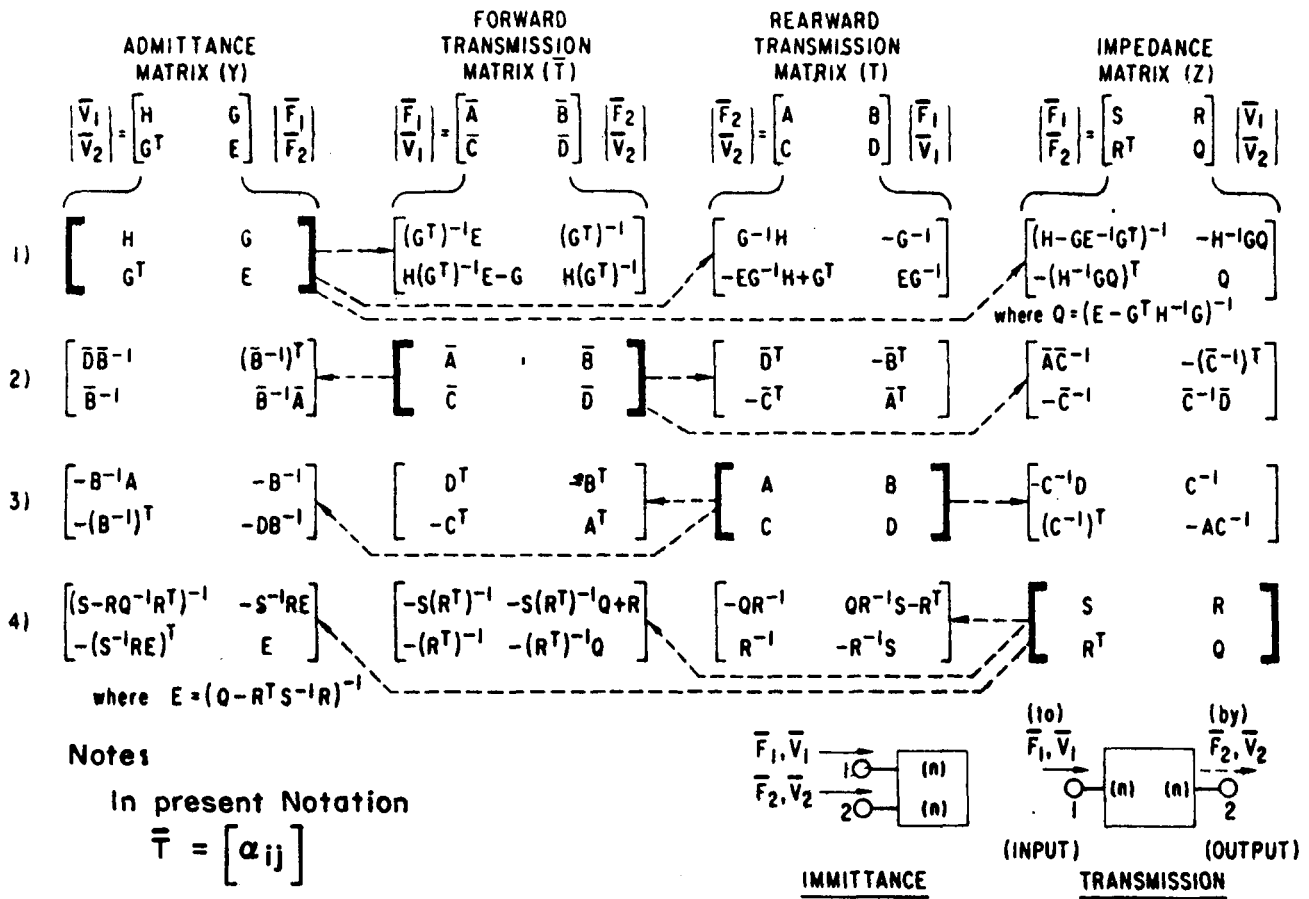 ADMITTANCE MATRIX (Y)
FORWARD TRANSMISSION MATRIX (T̄)
REARWARD TRANSMISSION MATRIX (T)
IMPEDANCE MATRIX (Z)
{V̄₁ V̄₂} = [H G; Gᵀ E] {F̄₁ F̄₂}
{F̄₁ V̄₁} = [Ā B̄; C̄ D̄] {F̄₂ V̄₂}
{F̄₂ V̄₂} = [A B; C D] {F̄₁ V̄₁}
{F̄₁ F̄₂} = [S R; Rᵀ Q] {V̄₁ V̄₂}
1)
H G
Gᵀ E
(Gᵀ)⁻¹E (Gᵀ)⁻¹
H(Gᵀ)⁻¹E-G H(Gᵀ)⁻¹
G⁻¹H -G⁻¹
-EG⁻¹H+Gᵀ EG⁻¹
(H-GE⁻¹Gᵀ)⁻¹ -H⁻¹GQ
-(H⁻¹GQ)ᵀ Q
where Q = (E - GᵀH⁻¹G)⁻¹
2)
D̄B̄⁻¹ (B̄⁻¹)ᵀ
B̄⁻¹ B̄⁻¹Ā
Ā B̄
C̄ D̄
D̄ᵀ -B̄ᵀ
-C̄ᵀ Āᵀ
ĀC̄⁻¹ -(C̄⁻¹)ᵀ
-C̄⁻¹ C̄⁻¹D̄
3)
-B⁻¹A -B⁻¹
-(B⁻¹)ᵀ -DB⁻¹
Dᵀ -Bᵀ
-Cᵀ Aᵀ
A B
C D
-C⁻¹D C⁻¹
(C⁻¹)ᵀ -AC⁻¹
4)
(S-RQ⁻¹Rᵀ)⁻¹ -S⁻¹RE
-(S⁻¹RE)ᵀ E
where E = (Q-RᵀS⁻¹R)⁻¹
-S(Rᵀ)⁻¹ -S(Rᵀ)⁻¹Q+R
-(Rᵀ)⁻¹ -(Rᵀ)⁻¹Q
-QR⁻¹ QR⁻¹S-Rᵀ
R⁻¹ -R⁻¹S
S R
Rᵀ Q
Notes
In present Notation
T̿ = [αij]
F̄₁, V̄₁
1 (n)
F̄₂, V̄₂
2 (n)
IMMITTANCE
(to) (by)
F̄₁, V̄₁ F̄₂, V̄₂
(n) (n)
1 2
(INPUT) (OUTPUT)
TRANSMISSION